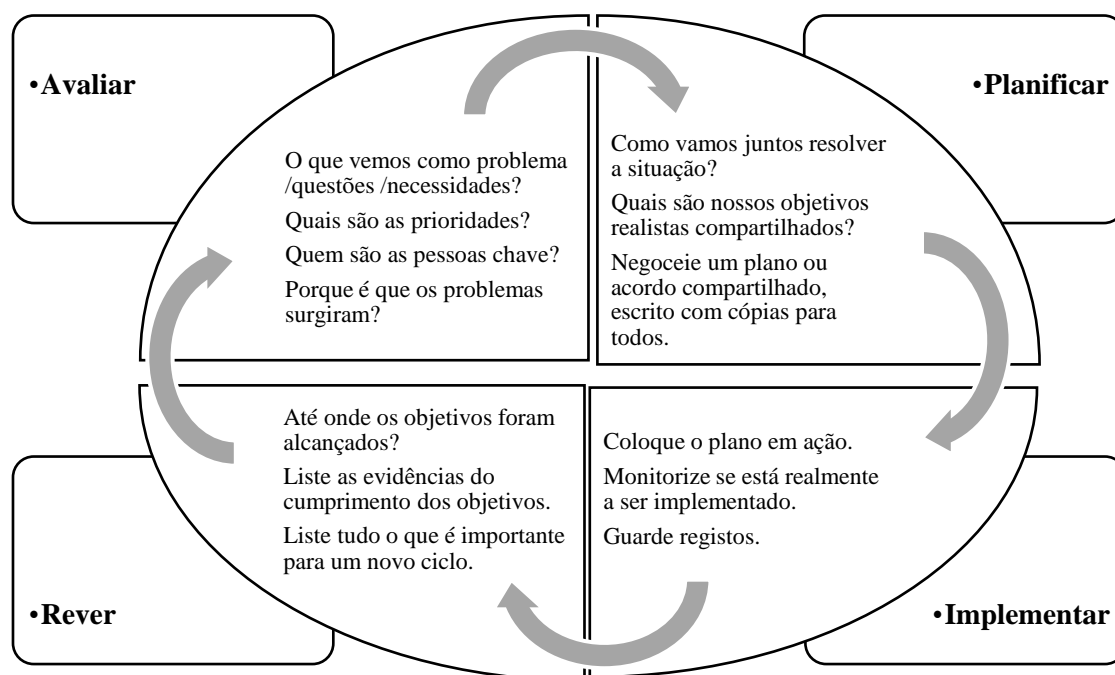 •Avaliar
O que vemos como problema
/questões /necessidades?
Quais são as prioridades?
Quem são as pessoas chave?
Porque é que os problemas
surgiram?
•Planificar
Como vamos juntos resolver
a situação?
Quais são nossos objetivos
realistas compartilhados?
Negoceie um plano ou
acordo compartilhado,
escrito com cópias para
todos.
•Rever
Até onde os objetivos foram
alcançados?
Liste as evidências do
cumprimento dos objetivos.
Liste tudo o que é importante
para um novo ciclo.
•Implementar
Coloque o plano em ação.
Monitorize se está realmente
a ser implementado.
Guarde registos.